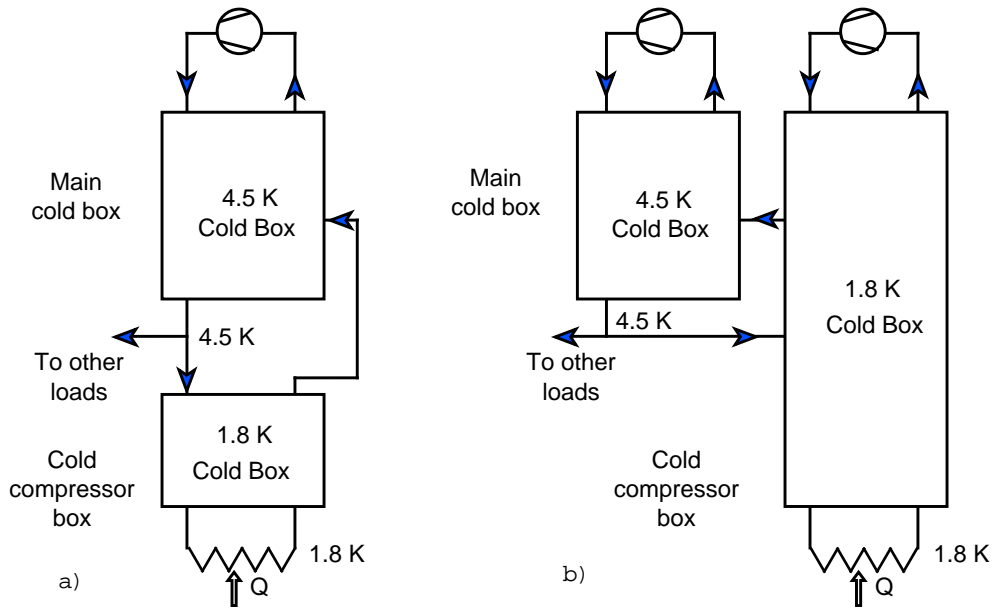 Main
cold box
4.5 K
Cold Box
4.5 K
To other
loads
1.8 K
Cold Box
Cold
compressor
box
1.8 K
Q
a)
Main
cold box
4.5 K
Cold Box
1.8 K
Cold Box
4.5 K
To other
loads
Cold
compressor
box
1.8 K
Q
b)